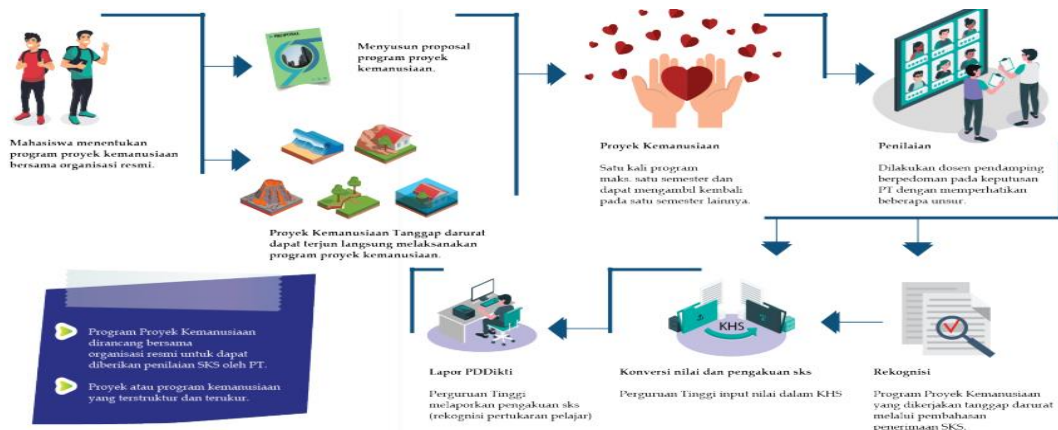 Mahasiswa menentukan
program proyek kemanusiaan
bersama organisasi resmi.
PROPOSAL
Menyusun proposal
program proyek
kemanusiaan.
Proyek Kemanusiaan Tanggap darurat
dapat terjun langsung melaksanakan
program proyek kemanusiaan.
Proyek Kemanusiaan
Satu kali program
maks. satu semester dan
dapat mengambil kembali
pada satu semester lainnya.
Penilaian
Dilakukan dosen pendamping
berpedoman pada keputusan
PT dengan memperhatikan
beberapa unsur.
Rekognisi
Program Proyek Kemanusiaan
yang dikerjakan tanggap darurat
melalui pembahasan
penerimaan SKS.
KHS
Konversi nilai dan pengakuan sks
Perguruan Tinggi input nilai dalam KHS
Lapor PDDikti
Perguruan Tinggi
melaporkan pengakuan sks
(rekognisi pertukaran pelajar)
Program Proyek Kemanusiaan
dirancang bersama
organisasi resmi untuk dapat
diberikan penilaian SKS oleh PT.
Proyek atau program kemanusiaan
yang terstruktur dan terukur.